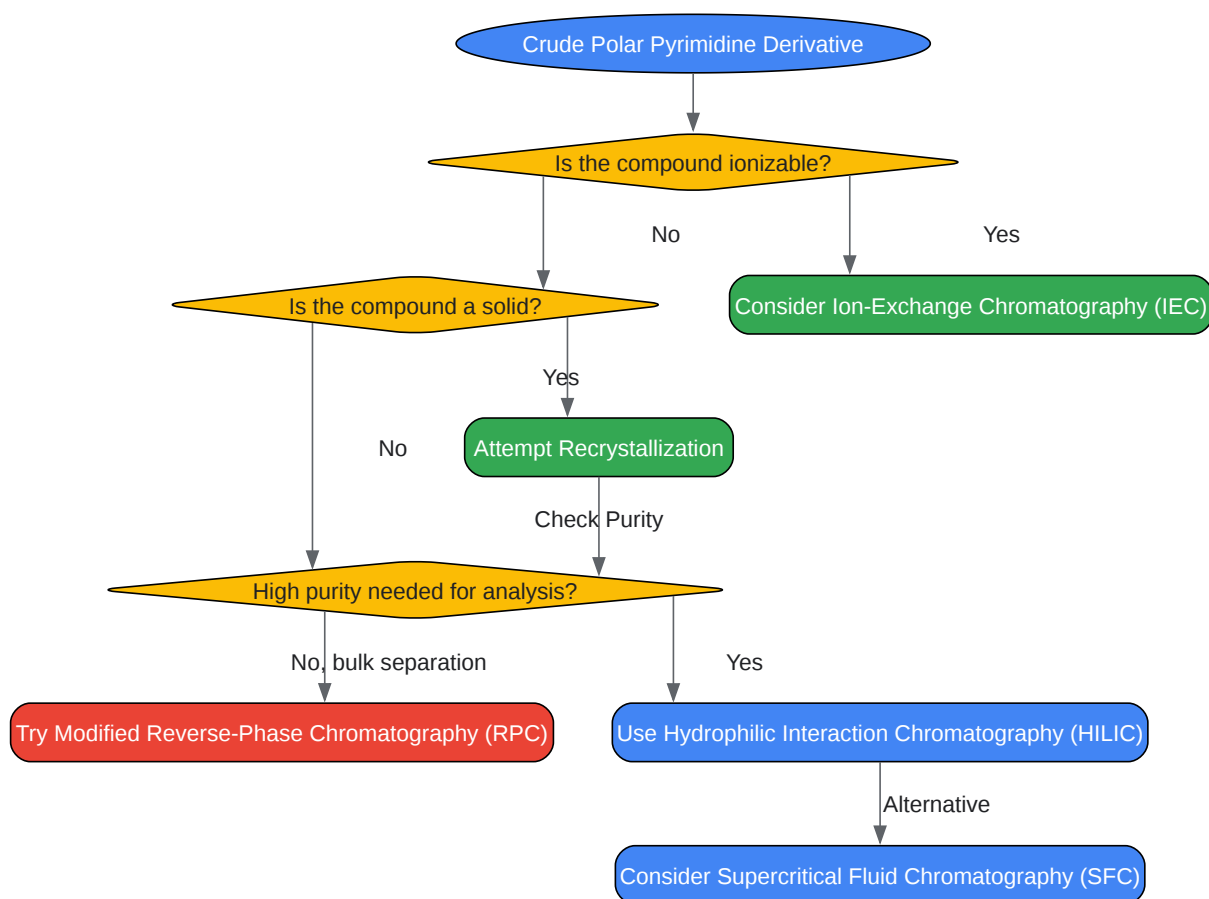 Crude Polar Pyrimidine Derivative
Is the compound ionizable?
No
Yes
Is the compound a solid?
Consider Ion-Exchange Chromatography (IEC)
Yes
No
Attempt Recrystallization
Check Purity
High purity needed for analysis?
No, bulk separation
Yes
Try Modified Reverse-Phase Chromatography (RPC)
Use Hydrophilic Interaction Chromatography (HILIC)
Alternative
Consider Supercritical Fluid Chromatography (SFC)